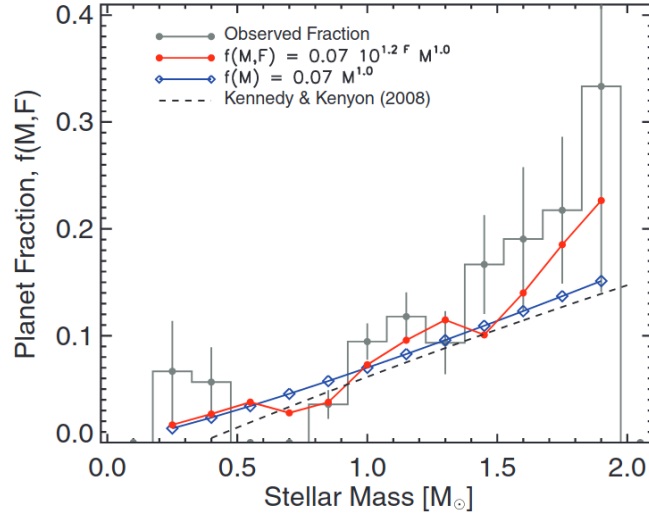 Observed Fraction
f(M,F) = 0.07 10^1.2 F M^1.0
f(M) = 0.07 M^1.0
Kennedy & Kenyon (2008)
Planet Fraction, f(M,F)
0.4
0.3
0.2
0.1
0.0
0.0 0.5 1.0 1.5 2.0
Stellar Mass [M☉]